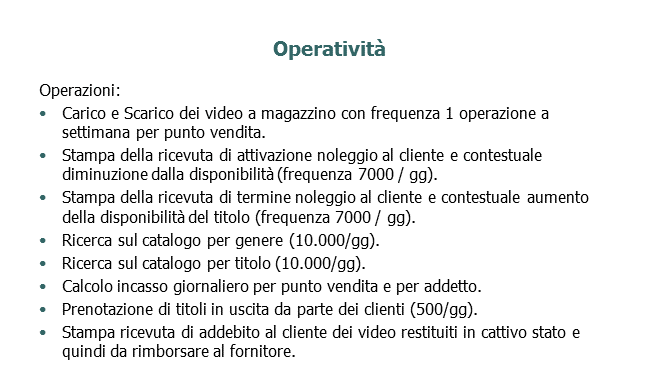 Operatività
Operazioni:
• Carico e Scarico dei video a magazzino con frequenza 1 operazione a
settimana per punto vendita.
• Stampa della ricevuta di attivazione noleggio al cliente e contestuale
diminuzione dalla disponibilità (frequenza 7000 / gg).
• Stampa della ricevuta di termine noleggio al cliente e contestuale aumento
della disponibilità del titolo (frequenza 7000 / gg).
• Ricerca sul catalogo per genere (10.000/gg).
• Ricerca sul catalogo per titolo (10.000/gg).
• Calcolo incasso giornaliero per punto vendita e per addetto.
• Prenotazione di titoli in uscita da parte dei clienti (500/gg).
• Stampa ricevuta di addebito al cliente dei video restituiti in cattivo stato e
quindi da rimborsare al fornitore.